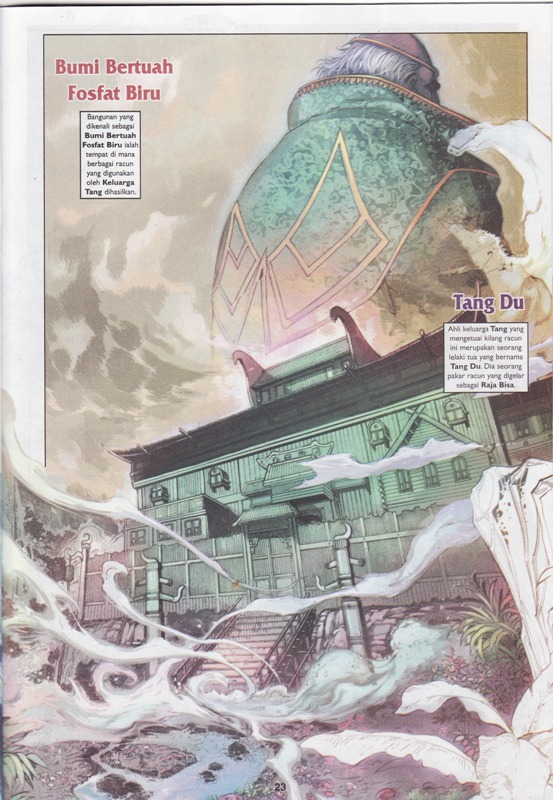 Bumi Bertuah
Fosfat Biru
Bangunan yang
dikenali sebagai
Bumi Bertuah
Fosfat Biru ialah
tempat di mana
berbagai racun
yang digunakan
oleh Keluarga
Tang dihasilkan.
Tang Du
Ahli keluarga Tang yang
mengetuai kilang racun
ini merupakan seorang
lelaki tua yang bernama
Tang Du. Dia seorang
pakar racun yang digelar
sebagai Raja Bisa.
23